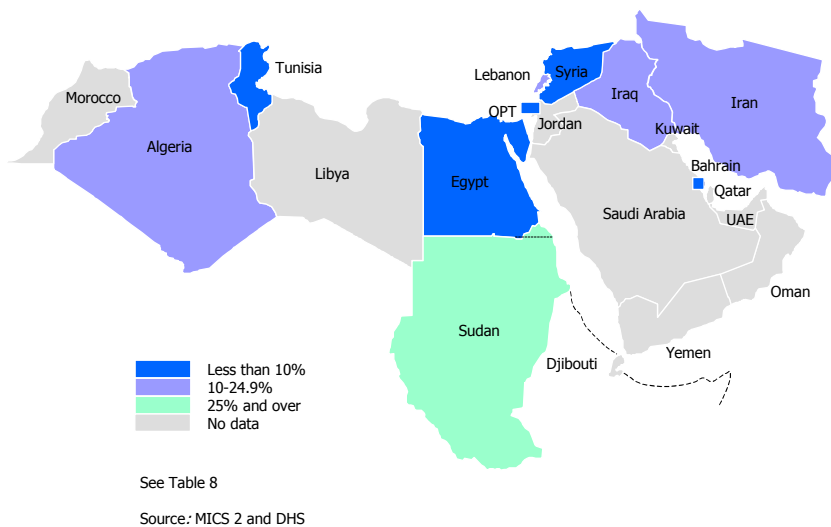 Tunisia
Lebanon
Syria
Morocco
Iraq
Iran
OPT
Jordan
Kuwait
Algeria
Libya
Egypt
Bahrain
Qatar
Saudi Arabia
UAE
Oman
Sudan
Yemen
Djibouti
Less than 10%
10-24.9%
25% and over
No data
See Table 8
Source: MICS 2 and DHS